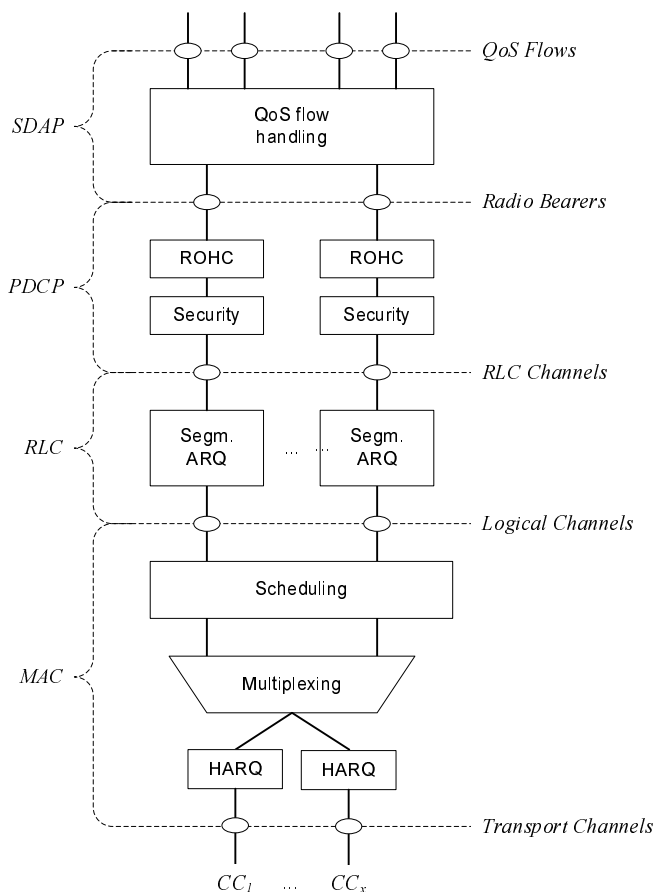 QoS Flows
SDAP
QoS flow
handling
Radio Bearers
ROHC
ROHC
PDCP
Security
Security
RLC Channels
RLC
Segm.
ARQ
... ...
Segm.
ARQ
Logical Channels
Scheduling
MAC
Multiplexing
HARQ
HARQ
Transport Channels
CC1 ... CCx